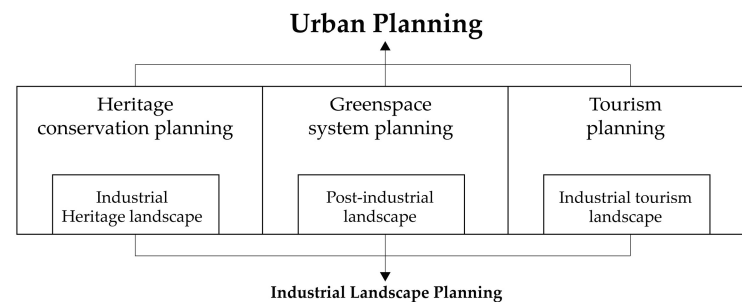 Urban Planning
Heritage
conservation planning
Greenspace
system planning
Tourism
planning
Industrial
Heritage landscape
Post-industrial
landscape
Industrial tourism
landscape
Industrial Landscape Planning